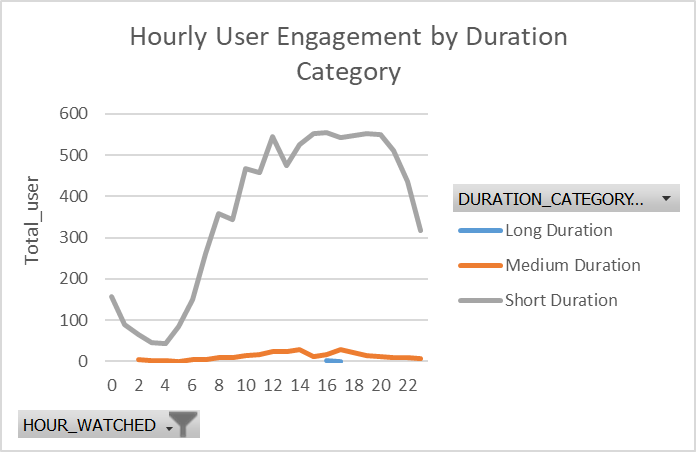 Hourly User Engagement by Duration
Category
600
500
400
300
200
100
0
Total_user
0 2 4 6 8 10 12 14 16 18 20 22
DURATION_CATEGORY...
Long Duration
Medium Duration
Short Duration
HOUR_WATCHED